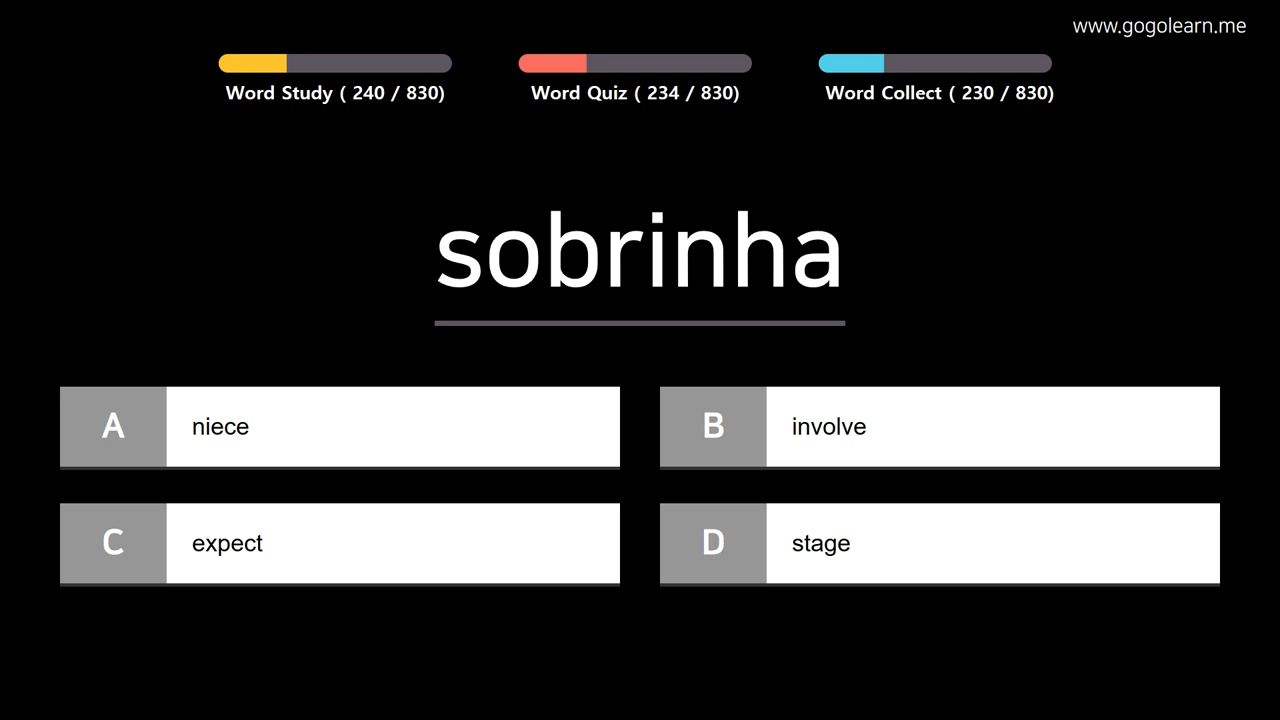 www.gogolearn.me
Word Study ( 240 / 830)
Word Quiz ( 234 / 830)
Word Collect ( 230 / 830)
sobrinha
A niece
B involve
C expect
D stage